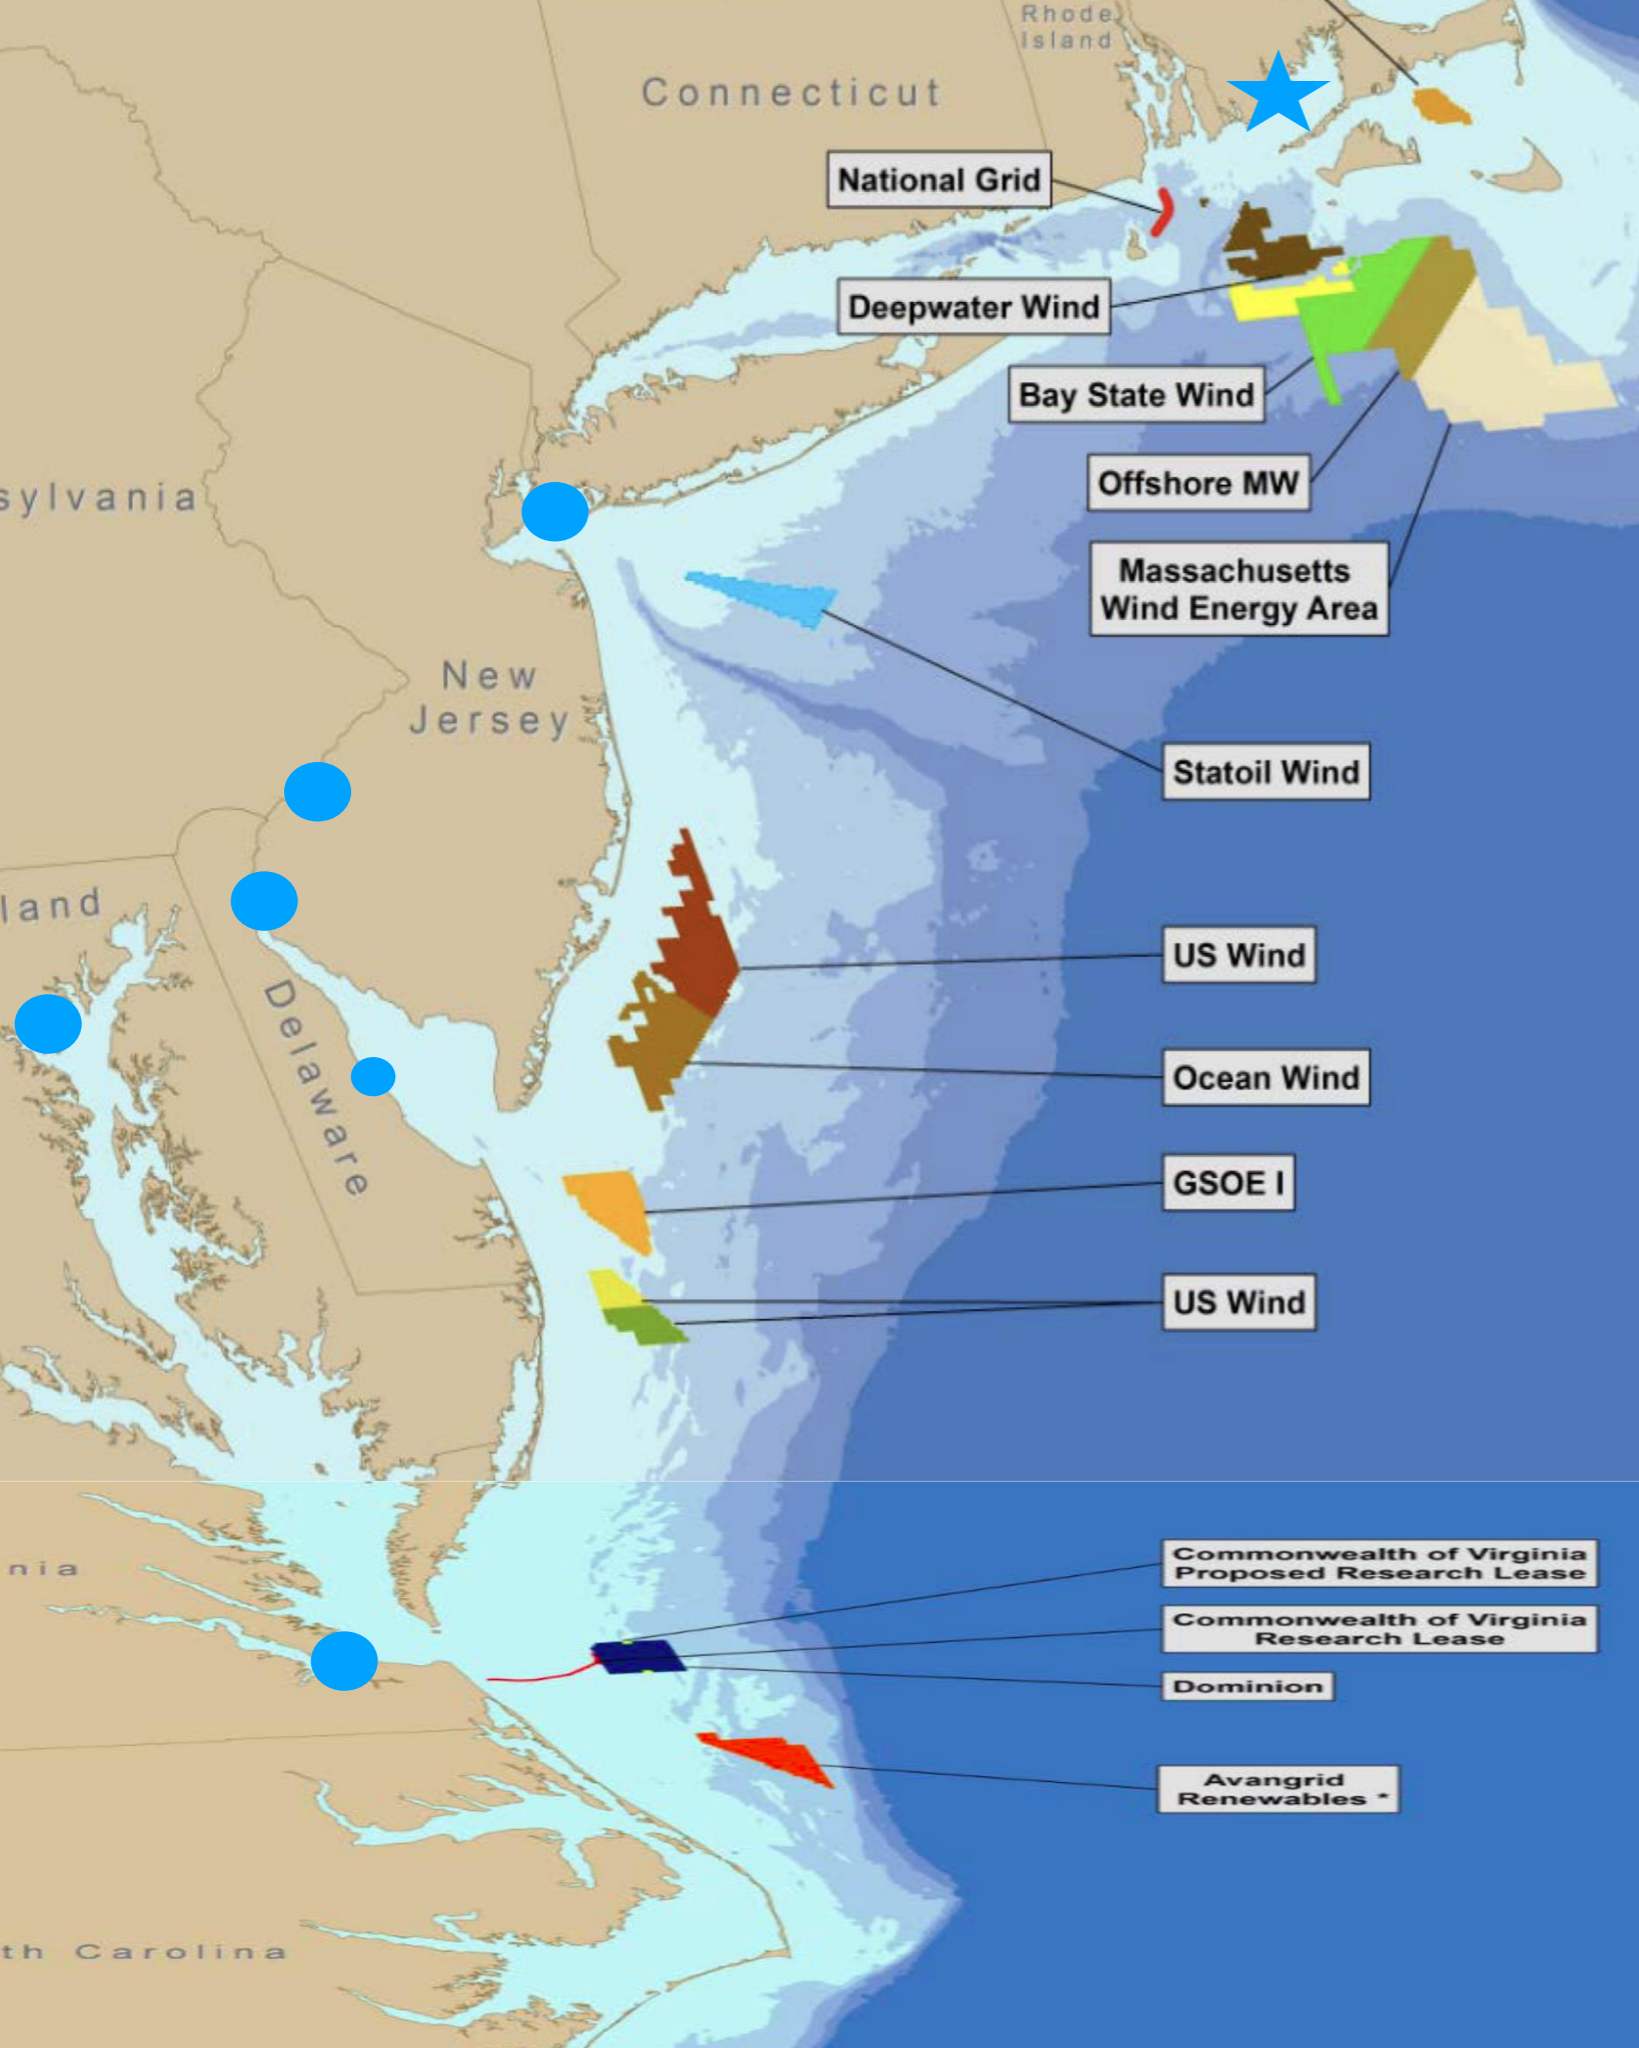 Rhode
Island
Connecticut
National Grid
Deepwater Wind
Bay State Wind
Offshore MW
sylvania
Massachusetts
Wind Energy Area
New
Jersey
Statoil Wind
land
US Wind
Delaware
Ocean Wind
GSOE I
US Wind
Commonwealth of Virginia
Proposed Research Lease
nia
Commonwealth of Virginia
Research Lease
Dominion
Avangrid
Renewables *
th Carolina